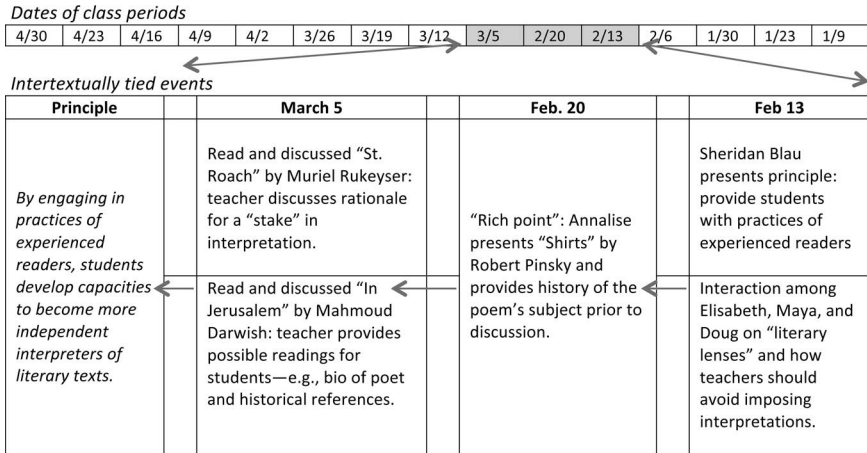 Dates of class periods
4/30 4/23 4/16 4/9 4/2 3/26 3/19 3/12 3/5 2/20 2/13 2/6 1/30 1/23 1/9
Intertextually tied events
Principle March 5 Feb. 20 Feb 13
By engaging in
practices of
experienced
readers, students
develop capacities
to become more
independent
interpreters of
literary texts.
Read and discussed “St.
Roach” by Muriel Rukeyser:
teacher discusses rationale
for a “stake” in
interpretation.
Read and discussed “In
Jerusalem” by Mahmoud
Darwish: teacher provides
possible readings for
students—e.g., bio of poet
and historical references.
“Rich point”: Annalise
presents “Shirts” by
Robert Pinsky and
provides history of the
poem’s subject prior to
discussion.
Sheridan Blau
presents principle:
provide students
with practices of
experienced readers
Interaction among
Elisabeth, Maya, and
Doug on “literary
lenses” and how
teachers should
avoid imposing
interpretations.